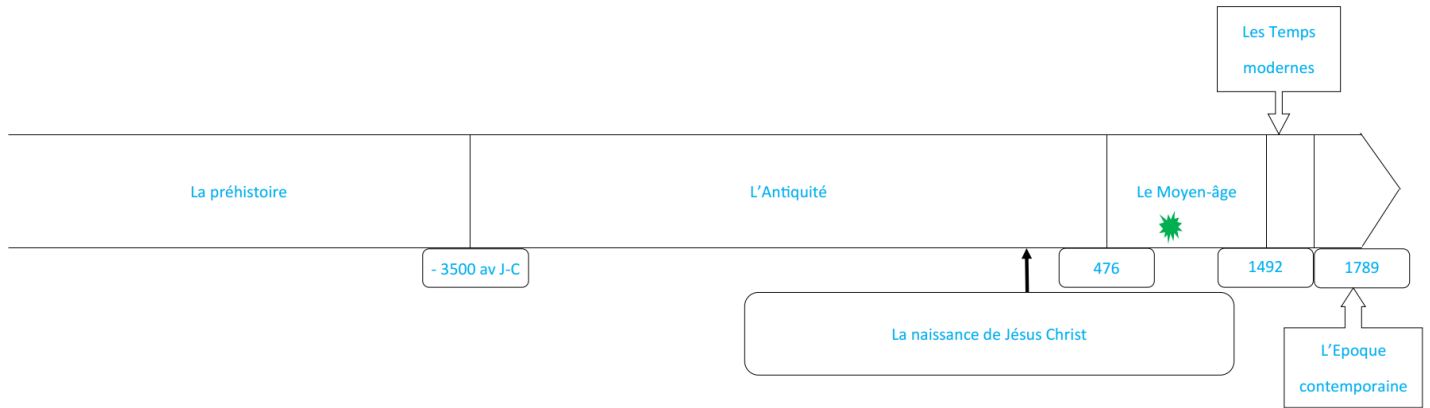 Les Temps
modernes
La préhistoire
L’Antiquité
Le Moyen-âge
- 3500 av J-C
476
1492
1789
La naissance de Jésus Christ
L’Epoque
contemporaine